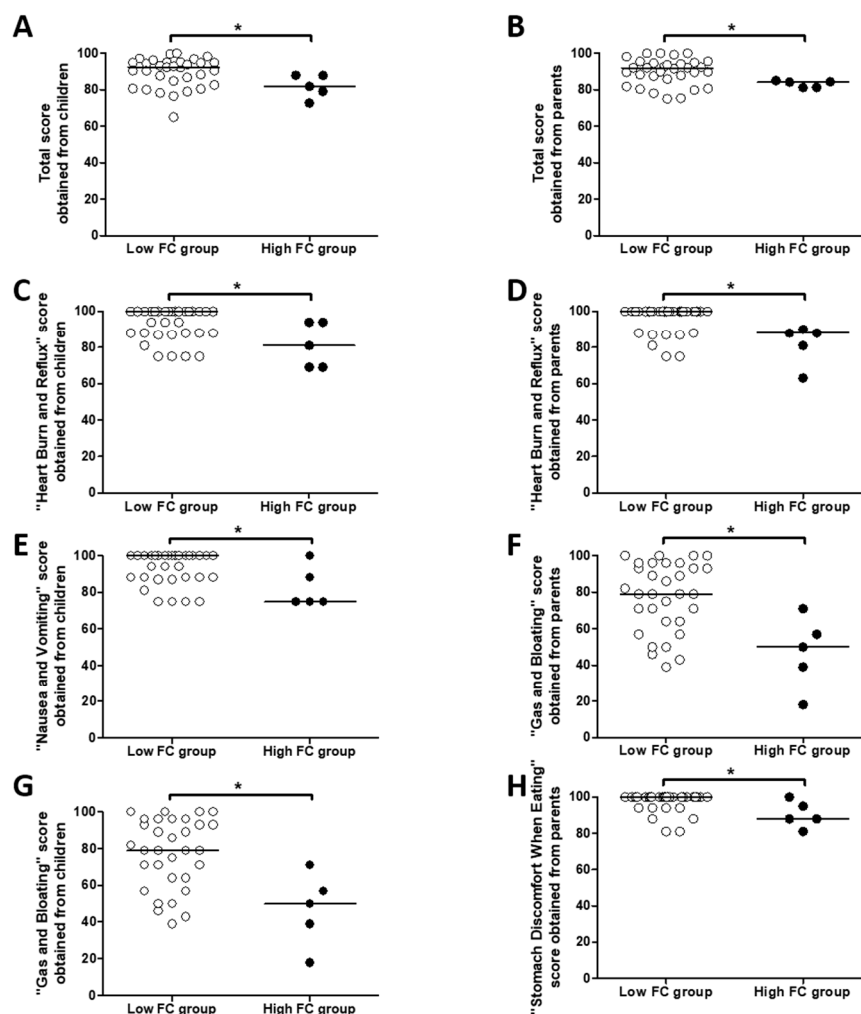 A
*
Total score
obtained from children
100
80
60
40
20
0
Low FC group
High FC group
B
*
Total score
obtained from parents
100
80
60
40
20
0
Low FC group
High FC group
C
*
"Heart Burn and Reflux" score
obtained from children
100
80
60
40
20
0
Low FC group
High FC group
D
*
"Heart Burn and Reflux" score
obtained from parents
100
80
60
40
20
0
Low FC group
High FC group
E
*
"Nausea and Vomiting" score
obtained from children
100
80
60
40
20
0
Low FC group
High FC group
F
*
"Gas and Bloating" score
obtained from parents
100
80
60
40
20
0
Low FC group
High FC group
G
*
"Gas and Bloating" score
obtained from children
100
80
60
40
20
0
Low FC group
High FC group
H
*
"Stomach Discomfort When Eating"
score obtained from parents
100
80
60
40
20
0
Low FC group
High FC group